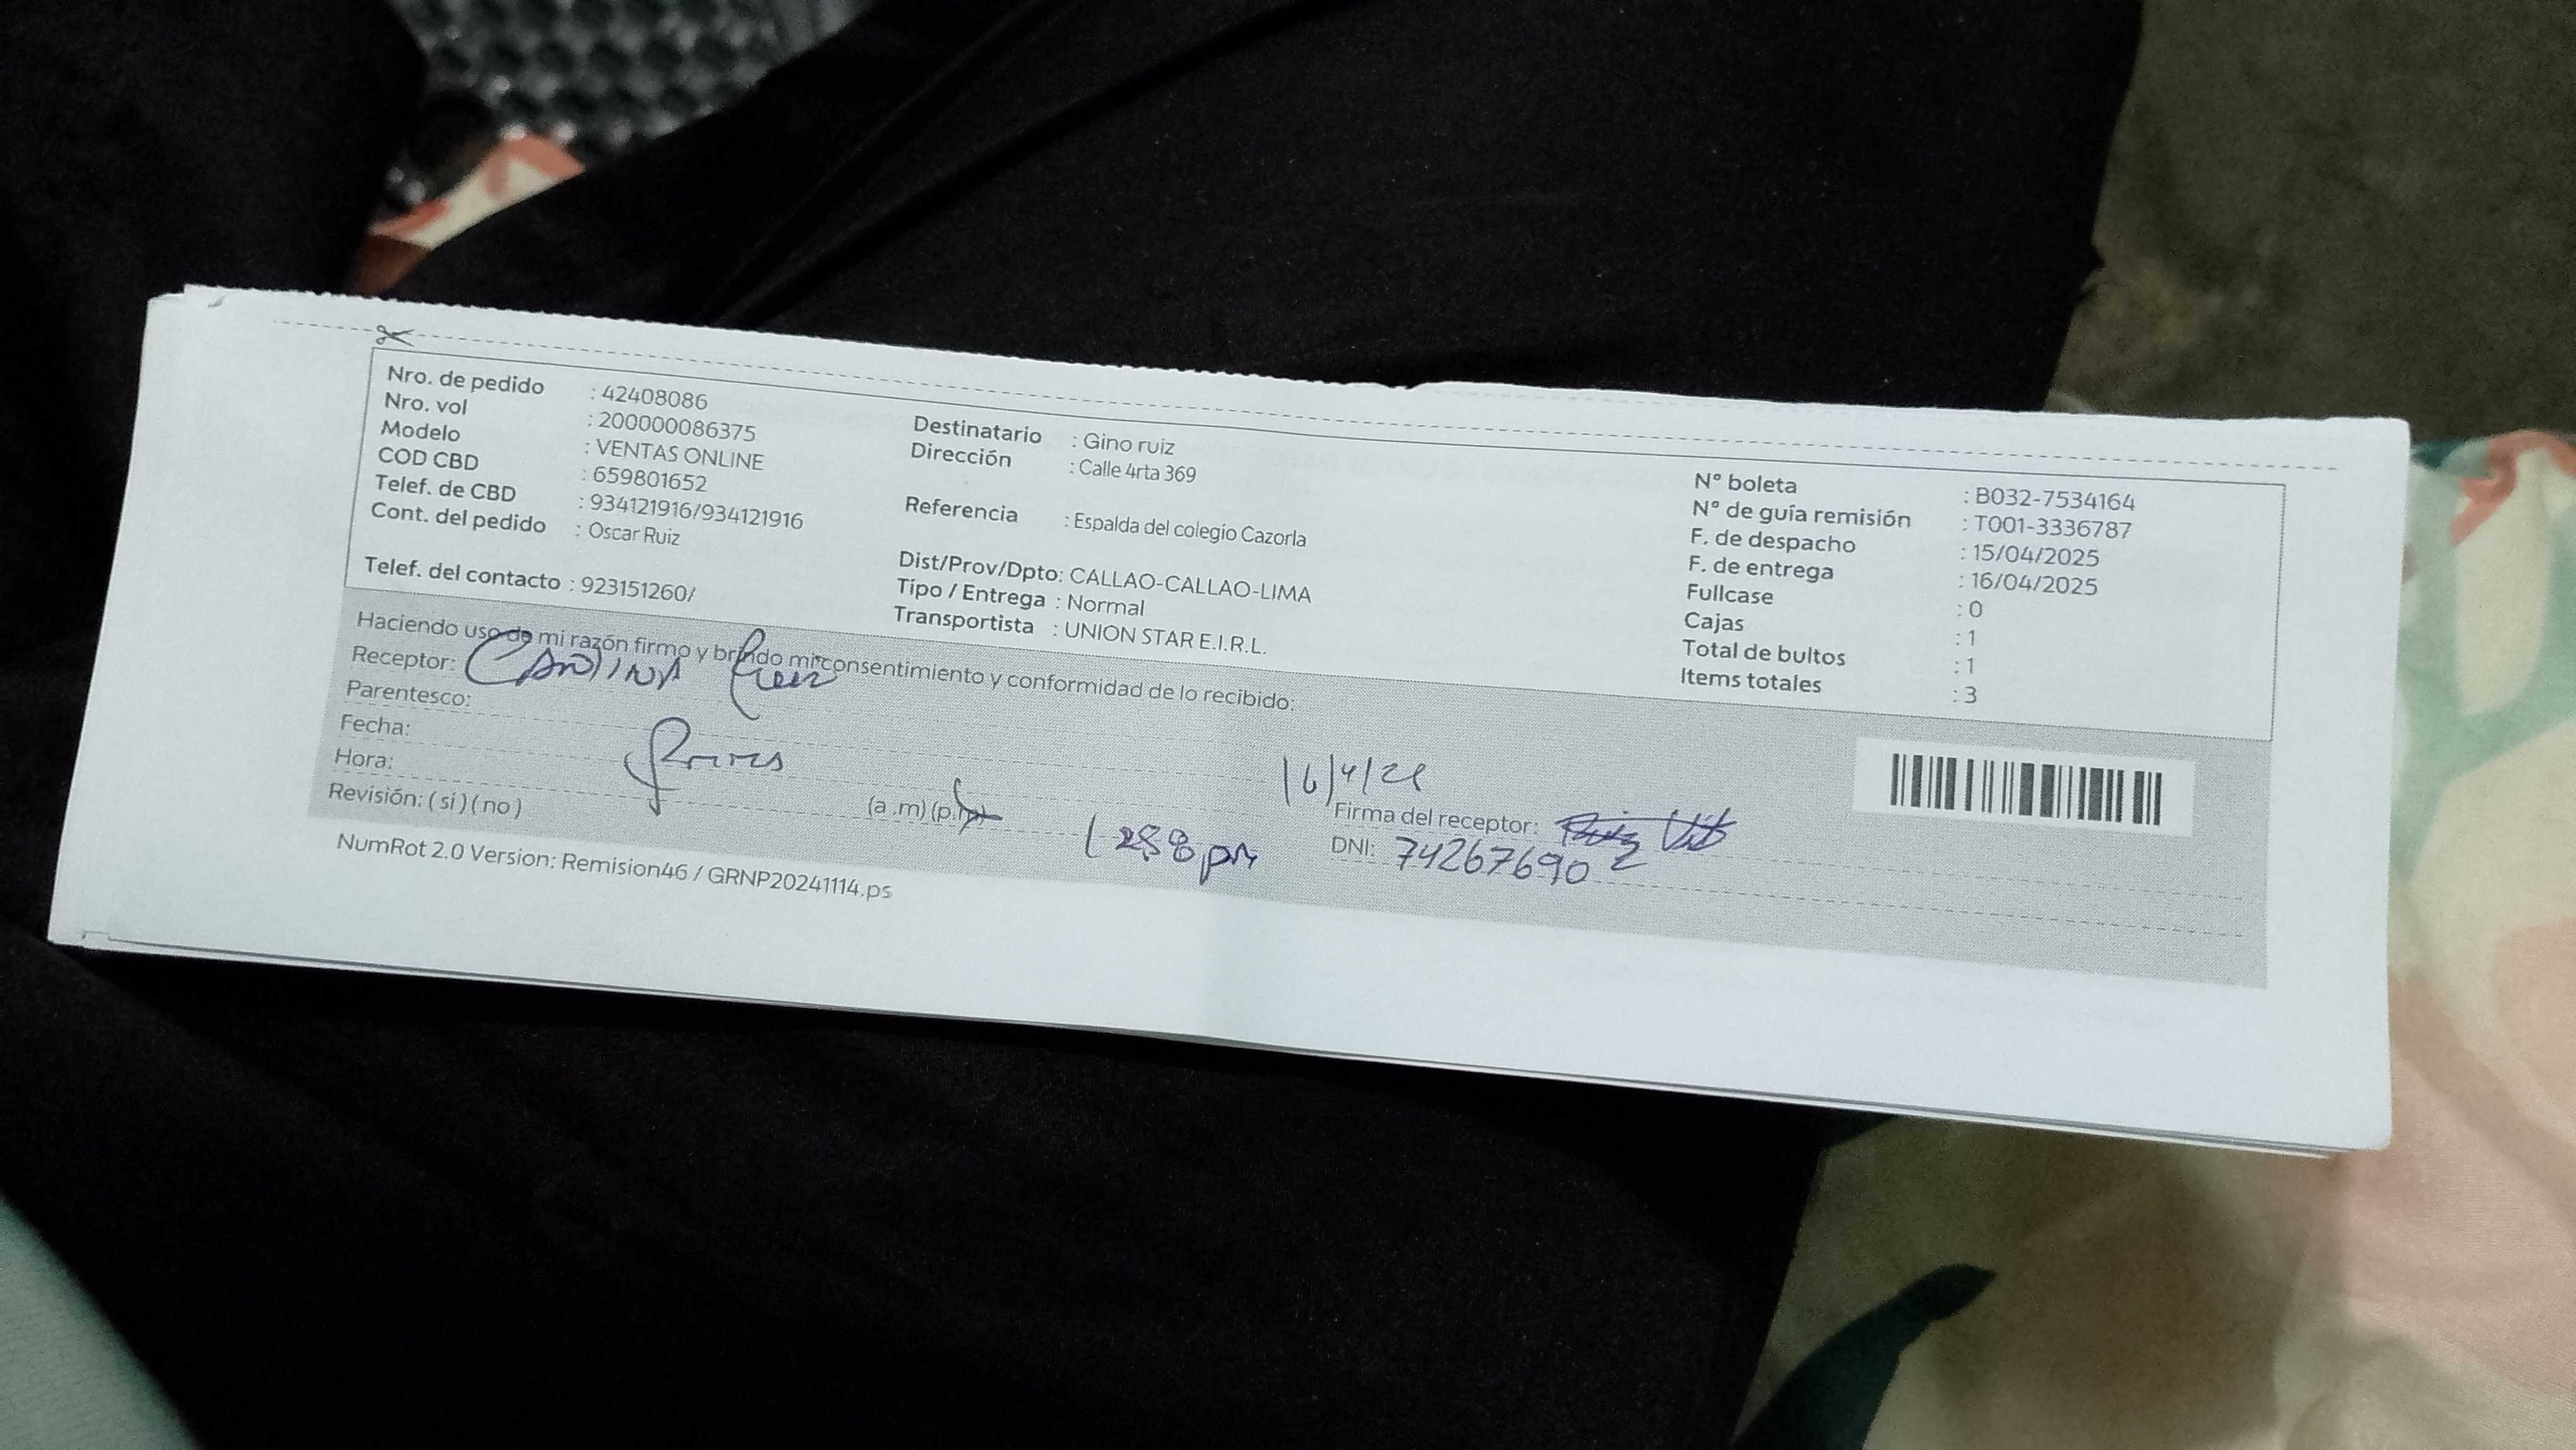 Nro. de pedido : 42408086
Nro. vol : 200000086375
Modelo : VENTAS ONLINE
COD CBD : 659801652
Telef. de CBD : 934121916/934121916
Cont. del pedido : Oscar Ruiz
Telef. del contacto : 923151260/
Destinatario : Gino ruiz
Dirección : Calle 4rta 369
Referencia : Espalda del colegio Cazorla
Dist/Prov/Dpto: CALLAO-CALLAO-LIMA
Tipo / Entrega : Normal
Transportista : UNION STAR E.I.R.L.
N° boleta : B032-7534164
N° de guía remisión : T001-3336787
F. de despacho : 15/04/2025
F. de entrega : 16/04/2025
Fullcase : 0
Cajas : 1
Total de bultos : 1
Items totales : 3
Haciendo uso de mi razón firmo y brindo mi consentimiento y conformidad de lo recibido:
Receptor:
Parentesco:
Fecha:
Hora: (a .m) (p.m)
Revisión: ( si ) ( no )
Firma del receptor:
DNI: 74267690
NumRot 2.0 Version: Remision46 / GRNP20241114.ps